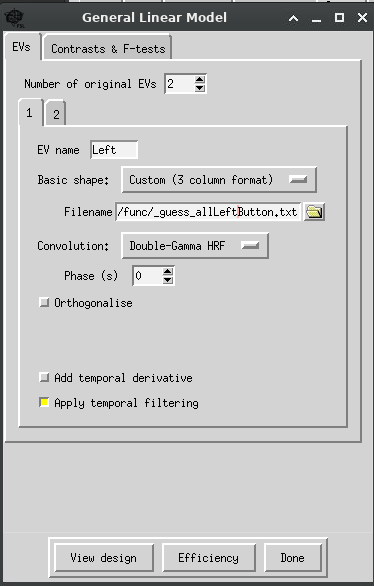 General Linear Model
EVs Contrasts & F-tests
Number of original EVs 2
1 2
EV name Left
Basic shape: Custom (3 column format)
Filename /func/_guess_allLeftButton.txt
Convolution: Double-Gamma HRF
Phase (s) 0
Orthogonalise
Add temporal derivative
Apply temporal filtering
View design Efficiency Done